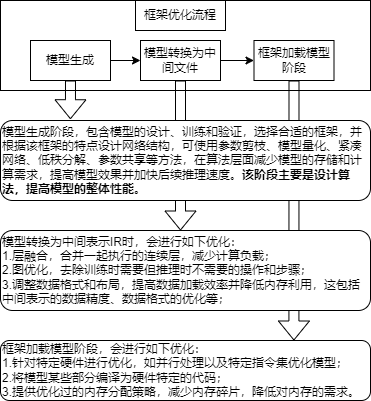 框架优化流程
模型生成
模型转换为中
间文件
框架加载模型
阶段
模型生成阶段，包含模型的设计、训练和验证，选择合适的框架，并
根据该框架的特点设计网络结构，可使用参数剪枝、模型量化、紧凑
网络、低秩分解、参数共享等方法，在算法层面减少模型的存储和计
算需求，提高模型效果并加快后续推理速度。该阶段主要是设计算
法，提高模型的整体性能。
模型转换为中间表示IR时，会进行如下优化：
1.层融合，合并一起执行的连续层，减少计算负载；
2.图优化，去除训练时需要但推理时不需要的操作和步骤；
3.调整数据格式和布局，提高数据加载效率并降低内存利用，这包括
中间表示的数据精度、数据格式的优化等；
框架加载模型阶段，会进行如下优化：
1.针对特定硬件进行优化，如并行处理以及特定指令集优化模型；
2.将模型某些部分编译为硬件特定的代码；
3.提供优化过的内存分配策略，减少内存碎片，降低对内存的需求。